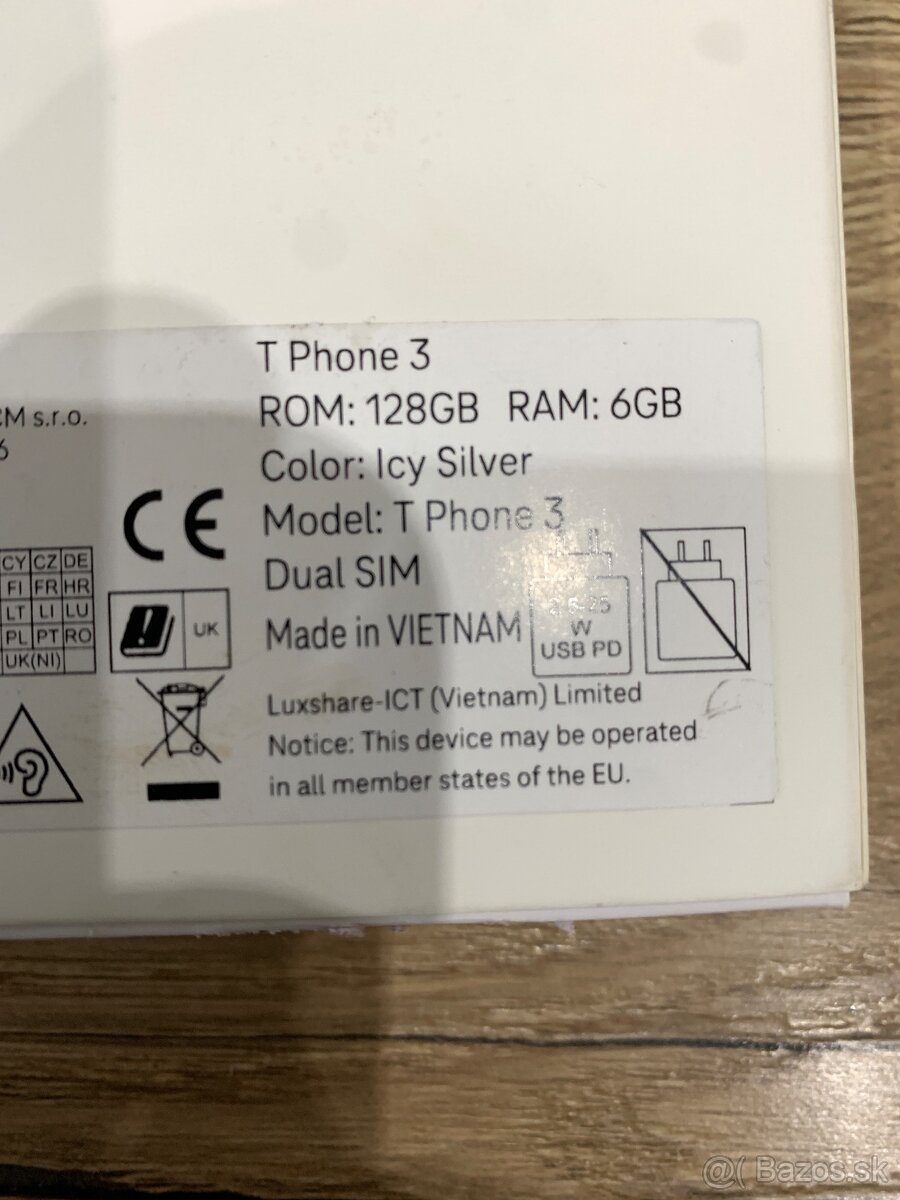 T Phone 3
ROM: 128GB RAM: 6GB
CM s.r.o.
6
Color: Icy Silver
CE
Model: T Phone 3
Dual SIM
CY CZ DE
FI FR HR
LT LI LU
PL PT RO
UK(NI)
UK
Made in VIETNAM
W
USB PD
Luxshare-ICT (Vietnam) Limited
Notice: This device may be operated
in all member states of the EU.
@( Bazos.sk